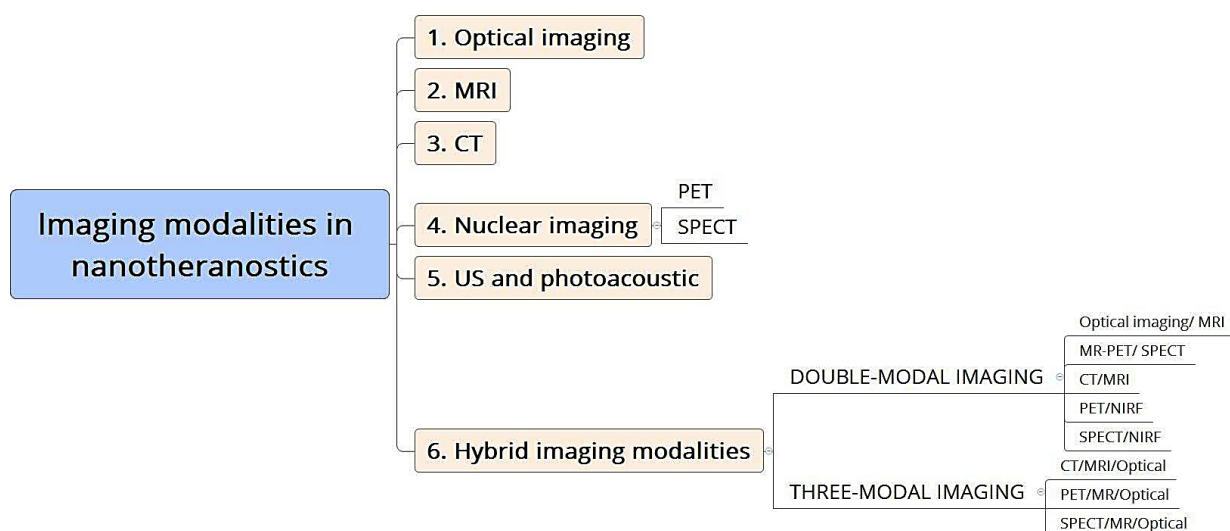 Imaging modalities in
nanotheranostics
1. Optical imaging
2. MRI
3. CT
4. Nuclear imaging
PET
SPECT
5. US and photoacoustic
6. Hybrid imaging modalities
DOUBLE-MODAL IMAGING
Optical imaging/ MRI
MR-PET/ SPECT
CT/MRI
PET/NIRF
SPECT/NIRF
THREE-MODAL IMAGING
CT/MRI/Optical
PET/MR/Optical
SPECT/MR/Optical